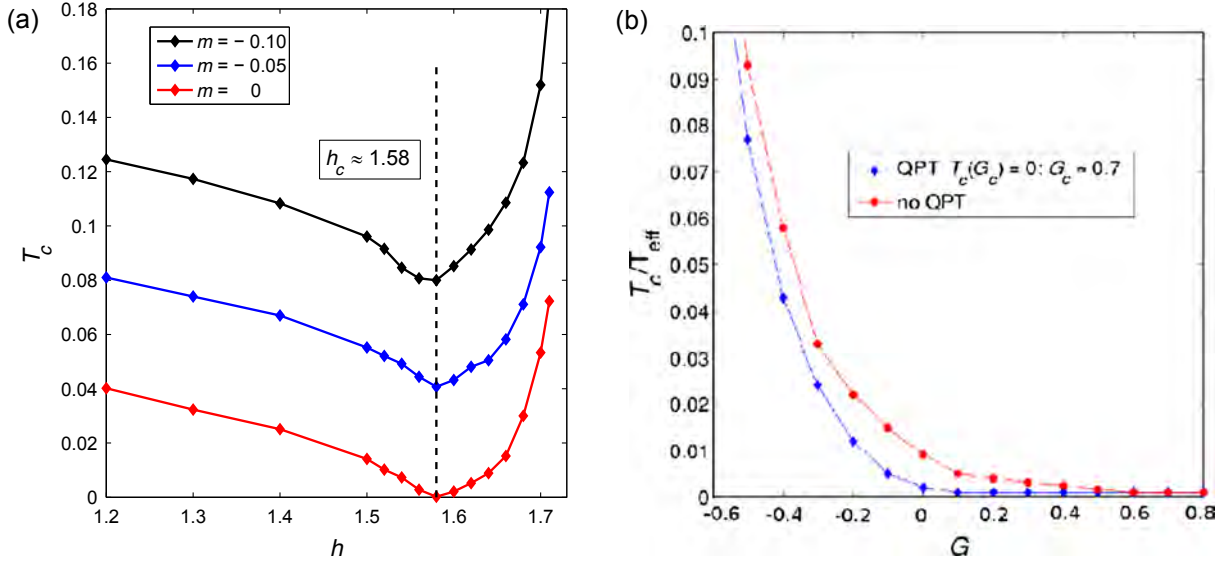 (a)
0.18
0.16
0.14
0.12
0.1
0.08
0.06
0.04
0.02
0
T_c
m = − 0.10
m = − 0.05
m = 0
h_c ≈ 1.58
1.2
1.3
1.4
1.5
1.6
1.7
h
(b)
0.1
0.09
0.08
0.07
0.06
0.05
0.04
0.03
0.02
0.01
0
T_c/T_eff
QPT T_c(G_c) = 0: G_c ≈ 0.7
no QPT
-0.6
-0.4
-0.2
0
0.2
0.4
0.6
0.8
G